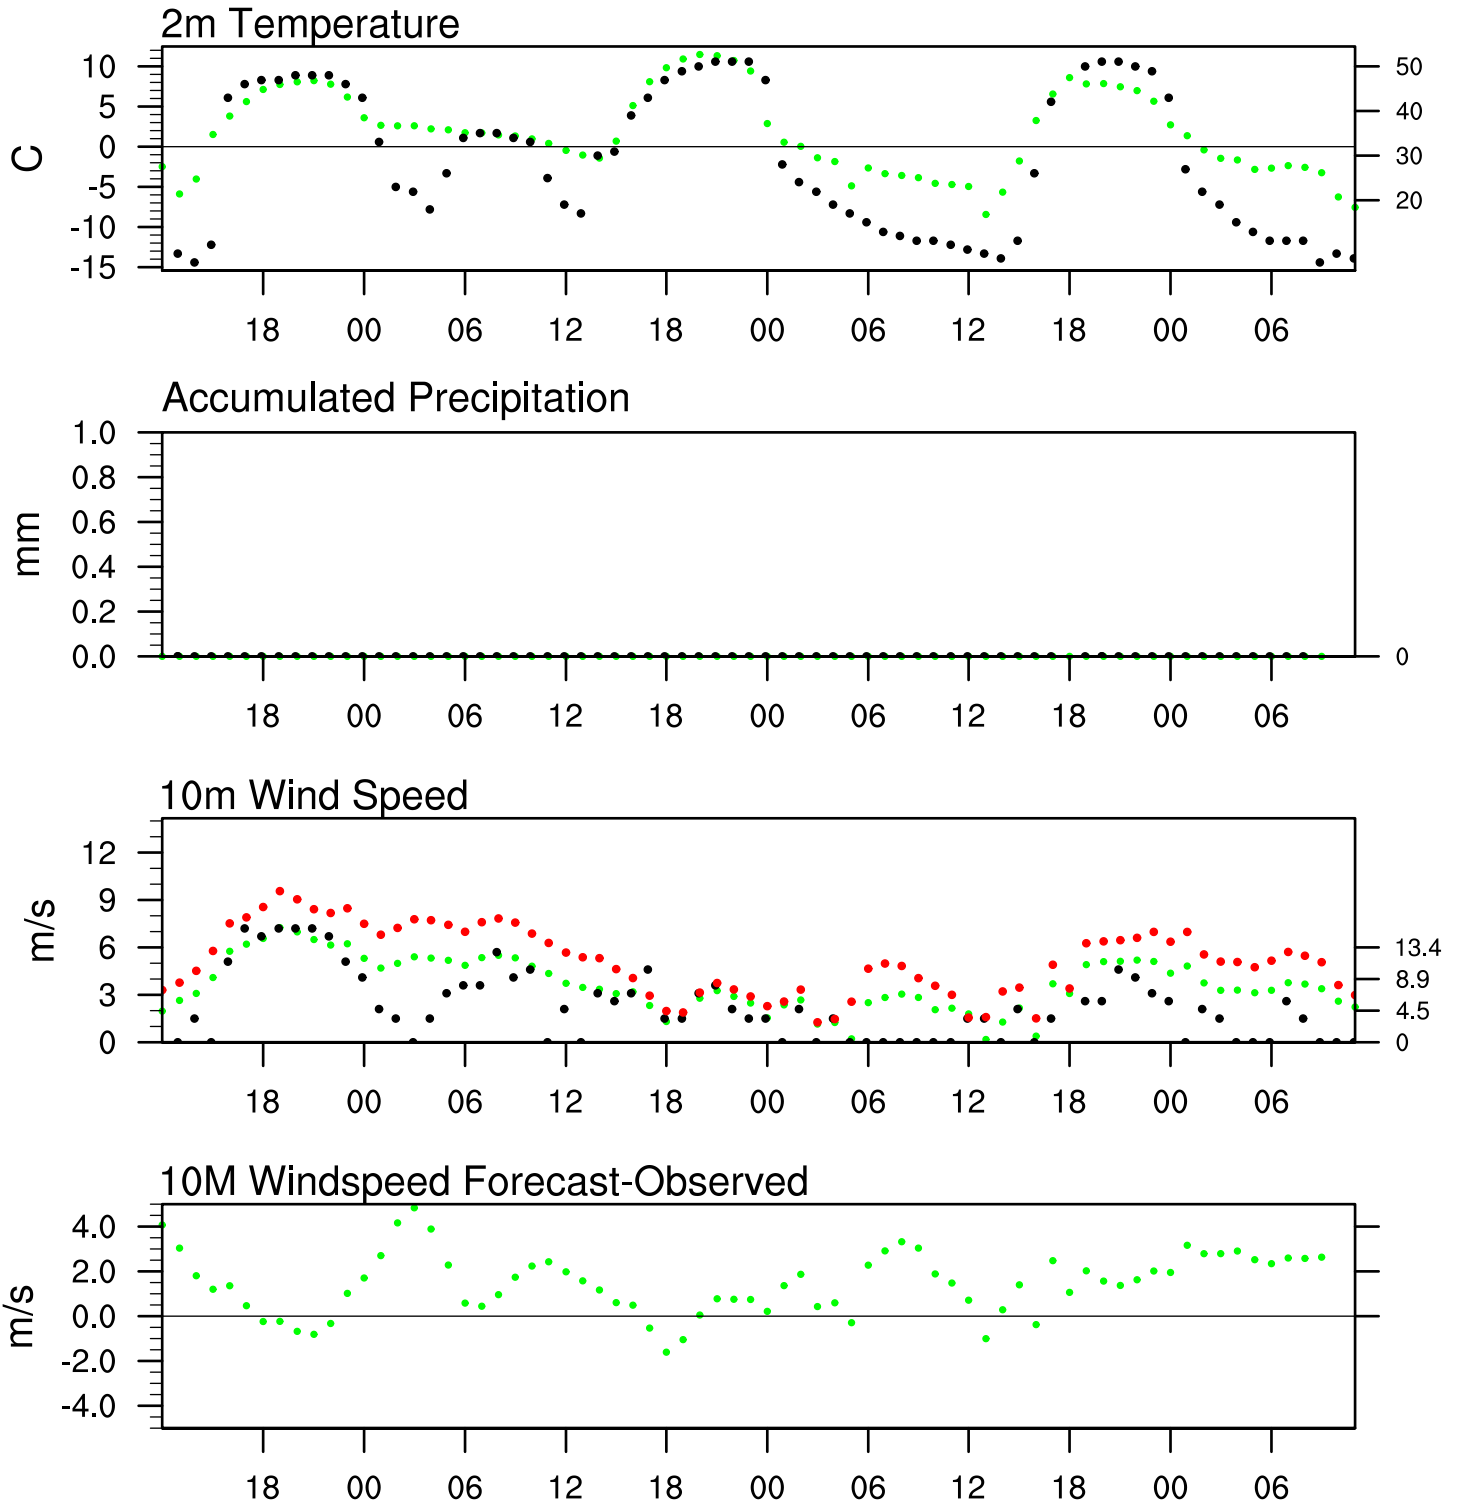 2m Temperature
10
5
0
-5
-10
-15
C
50
40
30
20
18 00 06 12 18 00 06 12 18 00 06
Accumulated Precipitation
1.0
0.8
0.6
0.4
0.2
0.0
mm
0
18 00 06 12 18 00 06 12 18 00 06
10m Wind Speed
12
9
6
3
0
m/s
13.4
8.9
4.5
0
18 00 06 12 18 00 06 12 18 00 06
10M Windspeed Forecast-Observed
4.0
2.0
0.0
-2.0
-4.0
m/s
18 00 06 12 18 00 06 12 18 00 06